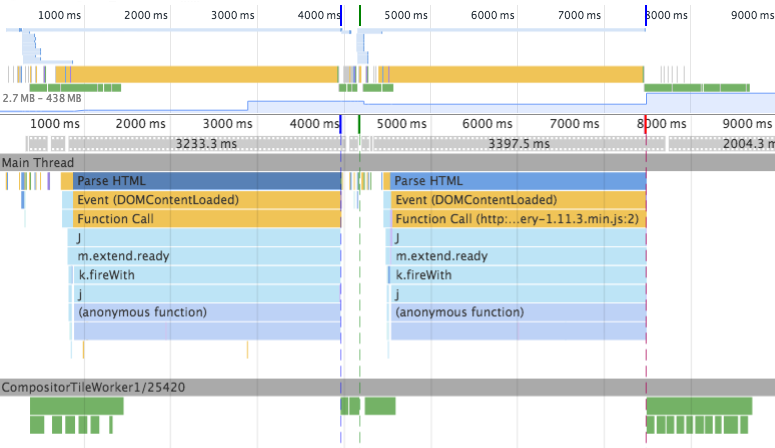 1000 ms 2000 ms 3000 ms 4000 ms 5000 ms 6000 ms 7000 ms 8000 ms 9000 ms
2.7 MB – 438 MB
1000 ms 2000 ms 3000 ms 4000 ms 5000 ms 6000 ms 7000 ms 8000 ms 9000 ms
3233.3 ms 3397.5 ms 2004.3 m
Main Thread
Parse HTML Parse HTML
Event (DOMContentLoaded) Event (DOMContentLoaded)
Function Call Function Call (http:...ery-1.11.3.min.js:2)
J J
m.extend.ready m.extend.ready
k.fireWith k.fireWith
j j
(anonymous function) (anonymous function)
CompositorTileWorker1/25420